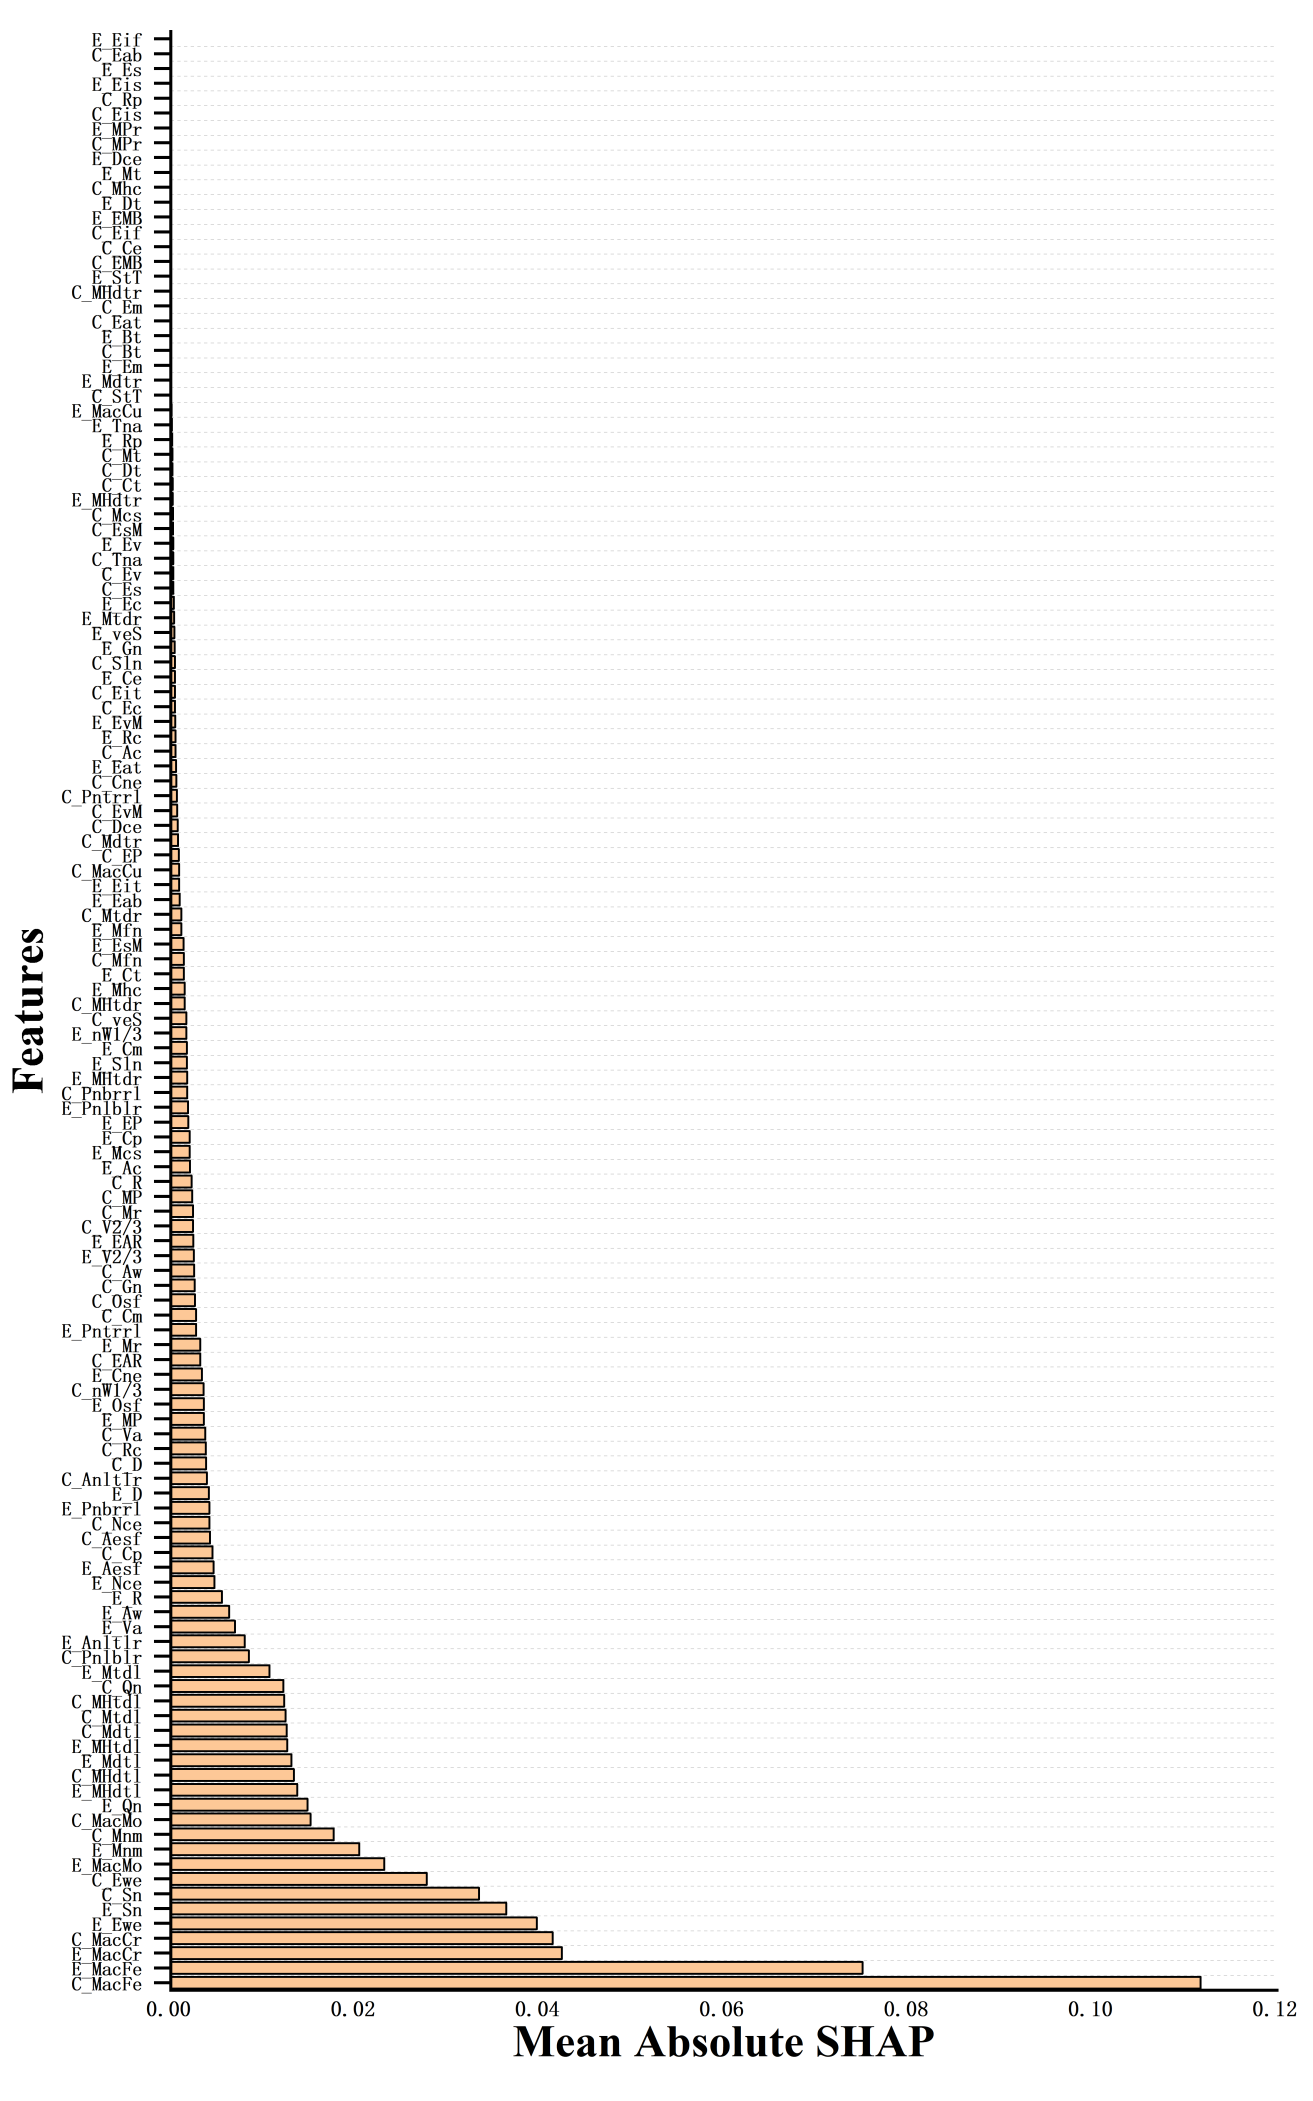 E_Eif
C_Eab
E_Es
E_Eis
C_Rp
C_Eis
E_MPr
C_MPr
E_Dce
E_Mt
C_Mhc
E_Dt
E_EMB
C_Eif
C_Ce
C_EMB
E_StT
C_MHdtr
C_Em
C_Eat
E_Bt
C_Bt
E_Em
E_Mdtr
C_StT
E_MacCu
E_Tna
E_Rp
C_Mt
C_Dt
C_Ct
E_MHdtr
C_Mcs
C_EsM
E_Ev
C_Tna
C_Ev
C_Es
E_Ec
E_Mtdr
E_veS
E_Gn
C_Sln
E_Ce
C_Eit
C_Ec
E_EvM
E_Rc
C_Ac
E_Eat
C_Cne
C_Pntrrl
C_EvM
C_Dce
C_Mdtr
C_EP
C_MacCu
E_Eit
E_Eab
C_Mtdr
E_Mfn
E_EsM
C_Mfn
E_Ct
E_Mhc
C_MHtdr
C_veS
E_nW1/3
E_Cm
E_Sln
E_MHtdr
C_Pnbrrl
E_Pnlblr
E_EP
E_Cp
E_Mcs
E_Ac
C_R
C_MP
C_Mr
C_V2/3
E_EAR
E_V2/3
C_Aw
C_Gn
C_Osf
C_Cm
E_Pntrrl
E_Mr
C_EAR
E_Cne
C_nW1/3
E_Osf
E_MP
C_Va
C_Rc
C_D
C_Anltlr
E_D
E_Pnbrrl
C_Nce
C_Aesf
C_Cp
E_Aesf
E_Nce
E_R
E_Aw
E_Va
E_Anltlr
C_Pnlblr
E_Mtdl
C_Qn
C_MHtdl
C_Mtdl
C_Mdtl
E_MHtdl
E_Mdtl
C_MHdtl
E_MHdtl
E_Qn
C_MacMo
C_Mnm
E_Mnm
E_MacMo
C_Ewe
C_Sn
E_Sn
E_Ewe
C_MacCr
E_MacCr
E_MacFe
C_MacFe
Features
0.00 0.02 0.04 0.06 0.08 0.10 0.12
Mean Absolute SHAP